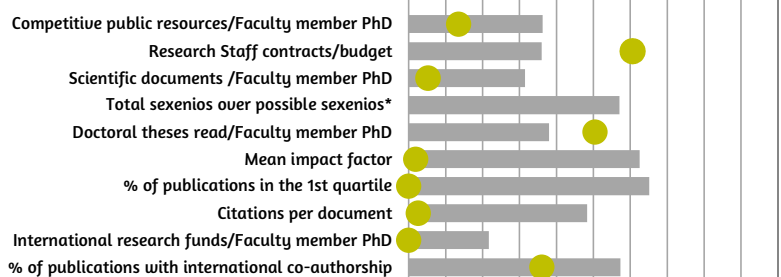 Competitive public resources/Faculty member PhD
Research Staff contracts/budget
Scientific documents /Faculty member PhD
Total sexenios over possible sexenios*
Doctoral theses read/Faculty member PhD
Mean impact factor
% of publications in the 1st quartile
Citations per document
International research funds/Faculty member PhD
% of publications with international co-authorship